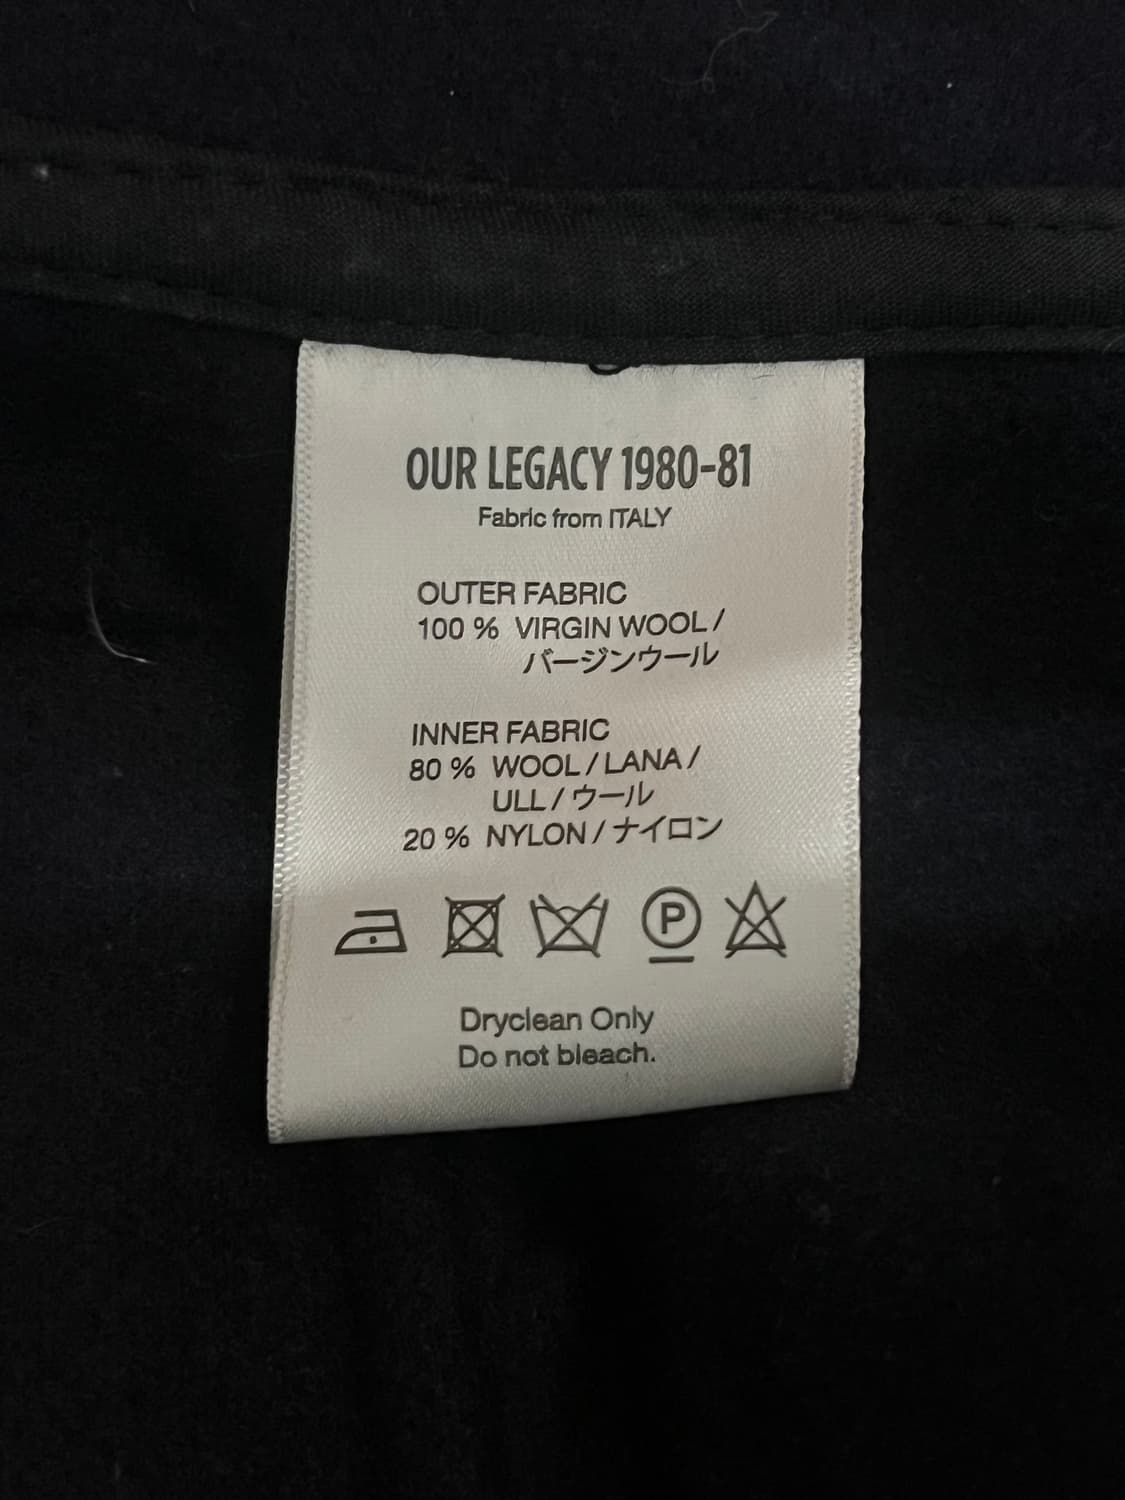 OUR LEGACY 1980-81
Fabric from ITALY
OUTER FABRIC
100 % VIRGIN WOOL /
バージンウール
INNER FABRIC
80 % WOOL / LANA /
ULL / ウール
20 % NYLON / ナイロン
P
Dryclean Only
Do not bleach.